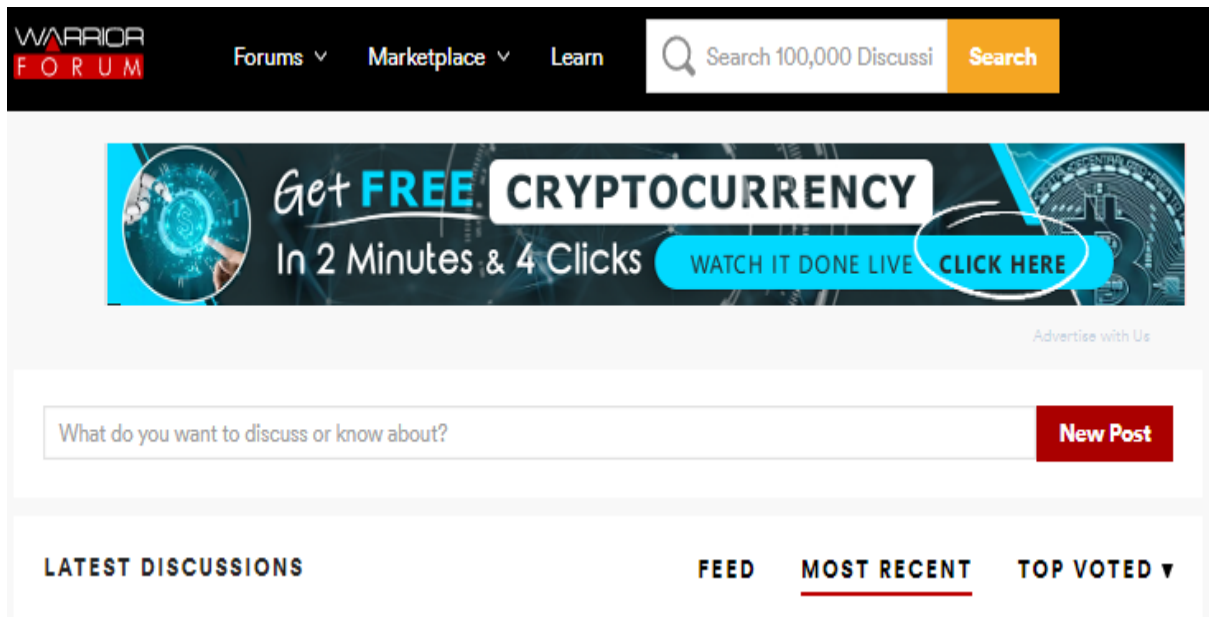 WARRIOR
FORUM
Forums Marketplace Learn Search 100,000 Discussi Search
Get FREE CRYPTOCURRENCY
In 2 Minutes & 4 Clicks WATCH IT DONE LIVE - CLICK HERE
DECENTRALIZED
Advertise with Us
What do you want to discuss or know about? New Post
LATEST DISCUSSIONS FEED MOST RECENT TOP VOTED ▼